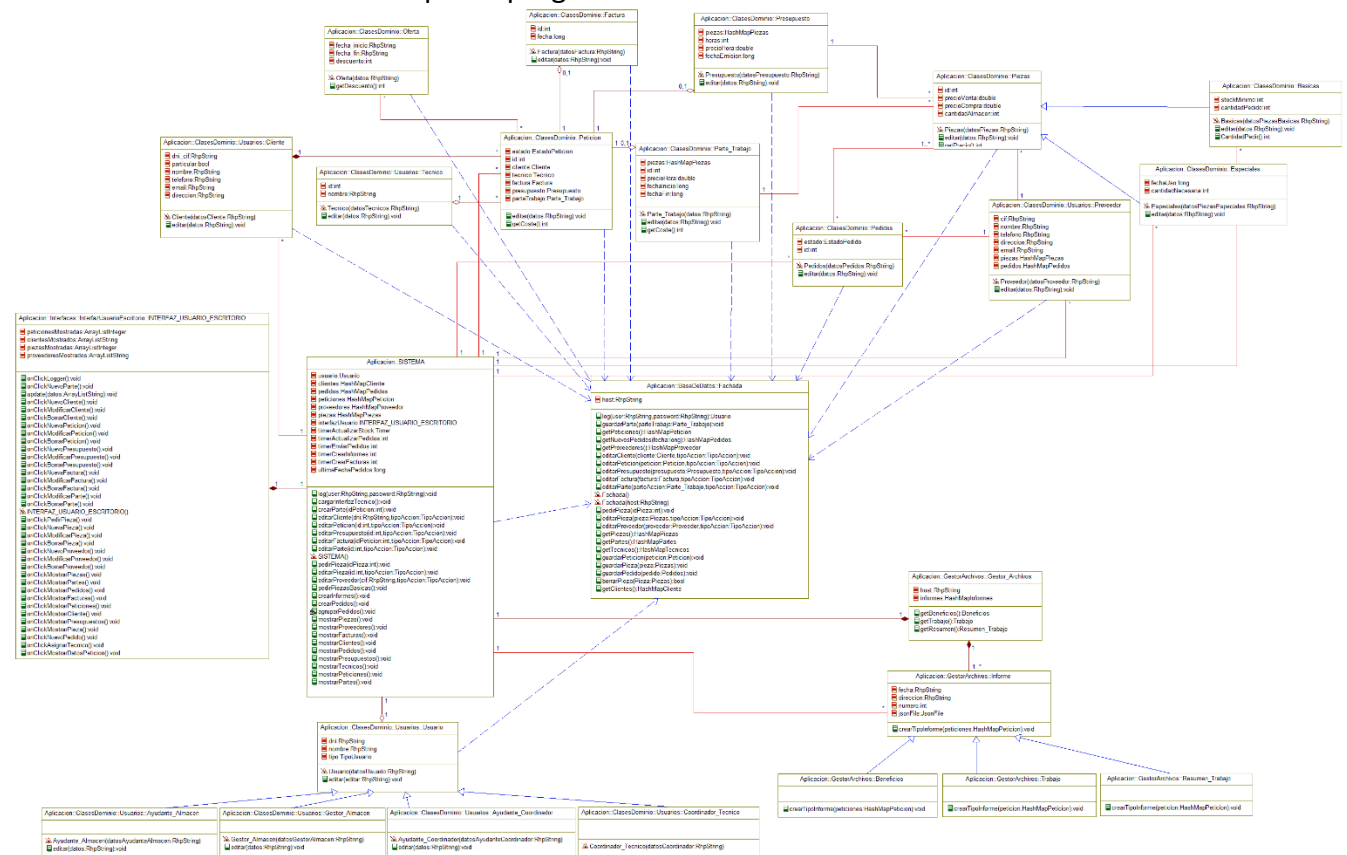 Aplicacion::ClasesDominio::Oferta
fecha_inicio:RhpString
fecha_fin:RhpString
descuento:int
Oferta(datos:RhpString)
getDescuento():int
Aplicacion::ClasesDominio::Factura
id:int
fecha:long
Factura(datosFactura:RhpString)
editar(datos:RhpString):void
Aplicacion::ClasesDominio::Presupuesto
piezas:HashMapPiezas
horas:int
precioHora:double
fechaEmision:long
Presupuesto(datosPresupuesto:RhpString)
editar(datos:RhpString):void
Aplicacion::ClasesDominio::Piezas
id:int
precioVenta:double
precioCompra:double
cantidadAlmacen:int
Piezas(datosPiezas:RhpString)
editar(datos:RhpString):void
Aplicacion::ClasesDominio::Basicas
stockMinimo:int
cantidadPedido:int
Basicas(datosPiezasBasicas:RhpString)
editar(datos:RhpString):void
CantidadPedir():int
Aplicacion::ClasesDominio::Usuarios::Cliente
dni_cif:RhpString
particular:bool
nombre:RhpString
telefono:RhpString
email:RhpString
direccion:RhpString
Cliente(datosCliente:RhpString)
editar(datos:RhpString):void
Aplicacion::ClasesDominio::Usuarios::Tecnico
id:int
nombre:RhpString
Tecnico(datosTecnicos:RhpString)
editar(datos:RhpString):void
Aplicacion::ClasesDominio::Peticion
estado:EstadoPeticion
id:int
cliente:Cliente
tecnico:Tecnico
factura:Factura
presupuesto:Presupuesto
parteTrabajo:Parte_Trabajo
editar(datos:RhpString):void
getCoste():int
Aplicacion::ClasesDominio::Parte_Trabajo
piezas:HashMapPiezas
id:int
precioHora:double
fechaInicio:long
fechaFin:long
Parte_Trabajo(datos:RhpString)
editar(datos:RhpString):void
getCoste():int
Aplicacion::ClasesDominio::Especiales
fechaUso:long
cantidadNecesaria:int
Especiales(datosPiezasEspeciales:RhpString)
editar(datos:RhpString):void
Aplicacion::ClasesDominio::Pedidos
estado:EstadoPedido
id:int
Pedidos(datosPedidos:RhpString)
editar(datos:RhpString):void
Aplicacion::ClasesDominio::Usuarios::Proveedor
cif:RhpString
nombre:RhpString
telefono:RhpString
direccion:RhpString
email:RhpString
piezas:HashMapPiezas
pedidos:HashMapPedidos
Proveedor(datosProveedor:RhpString)
editar(datos:RhpString):void
Aplicacion::Interfaces::InterfazUsuarioEscritorio::INTERFAZ_USUARIO_ESCRITORIO
peticionesMostradas:ArrayListInteger
clientesMostrados:ArrayListString
piezasMostradas:ArrayListInteger
proveedoresMostrados:ArrayListString
onClickLogger():void
onClickNuevoParte():void
update(datos:ArrayListString):void
onClickNuevoCliente():void
onClickModificarCliente():void
onClickBorrarCliente():void
onClickNuevoPeticion():void
onClickModificarPeticion():void
onClickBorrarPeticion():void
onClickNuevoPresupuesto():void
onClickModificarPresupuesto():void
onClickBorrarPresupuesto():void
onClickNuevaFactura():void
onClickModificarFactura():void
onClickBorrarFactura():void
onClickModificarParte():void
onClickBorrarParte():void
INTERFAZ_USUARIO_ESCRITORIO()
onClickPedirPieza():void
onClickNuevaPieza():void
onClickModificarPieza():void
onClickBorrarPieza():void
onClickNuevoProveedor():void
onClickModificarProveedor():void
onClickBorrarProveedor():void
onClickMostrarPiezas():void
onClickMostrarPartes():void
onClickMostrarPedidos():void
onClickMostrarFacturas():void
onClickMostrarPeticiones():void
onClickMostrarCliente():void
onClickMostrarPresupuestos():void
onClickMostrarPieza():void
onClickNuevoPedido():void
onClickAsignarTecnico():void
onClickMostrarDatosPeticion():void
Aplicacion::SISTEMA
usuario:Usuario
clientes:HashMapCliente
pedidos:HashMapPedidos
peticiones:HashMapPeticion
proveedores:HashMapProveedor
piezas:HashMapPiezas
interfazUsuario:INTERFAZ_USUARIO_ESCRITORIO
timerActualizarStock:Timer
timerActualizarPedidos:int
timerEnviarPedidos:int
timerCrearInformes:int
timerCrearFacturas:int
ultimaFechaPedidos:long
log(user:RhpString,password:RhpString):void
cargarInterfazTecnico():void
crearParte(idPeticion:int):void
editarCliente(dni:RhpString,tipoAccion:TipoAccion):void
editarPeticion(id:int,tipoAccion:TipoAccion):void
editarPresupuesto(id:int,tipoAccion:TipoAccion):void
editarFactura(idPeticion:int,tipoAccion:TipoAccion):void
editarParte(id:int,tipoAccion:TipoAccion):void
SISTEMA()
pedirPieza(idPieza:int):void
editarPieza(id:int,tipoAccion:TipoAccion):void
editarProveedor(cif:RhpString,tipoAccion:TipoAccion):void
pedirPiezasBasicas():void
crearInformes():void
crearPedidos():void
agruparPedidos():void
mostrarPiezas():void
mostrarProveedores():void
mostrarFacturas():void
mostrarClientes():void
mostrarPedidos():void
mostrarPresupuestos():void
mostrarTecnicos():void
mostrarPeticiones():void
mostrarPartes():void
Aplicacion::BaseDeDatos::Fachada
host:RhpString
log(user:RhpString,password:RhpString):Usuario
guardarParte(parteTrabajo:Parte_Trabajo):void
getPeticiones():HashMapPeticion
getNuevosPedidos(fecha:long):HashMapPedidos
getProveedores():HashMapProveedor
editarCliente(cliente:Cliente,tipoAccion:TipoAccion):void
editarPeticion(peticion:Peticion,tipoAccion:TipoAccion):void
editarPresupuesto(presupuesto:Presupuesto,tipoAccion:TipoAccion):void
editarFactura(factura:Factura,tipoAccion:TipoAccion):void
editarParte(parteAccion:Parte_Trabajo,tipoAccion:TipoAccion):void
Fachada()
Fachada(host:RhpString)
pedirPieza(idPieza:int):void
editarPieza(pieza:Piezas,tipoAccion:TipoAccion):void
editarProveedor(proveedor:Proveedor,tipoAccion:TipoAccion):void
getPiezas():HashMapPiezas
getPartes():HashMapPartes
getTecnicos():HashMapTecnicos
guardarPeticion(peticion:Peticion):void
guardarPieza(pieza:Piezas):void
guardarPedido(pedido:Pedidos):void
borrarPieza(Pieza:Piezas):bool
getClientes():HashMapCliente
Aplicacion::GestorArchivos::Gestor_Archivos
host:RhpString
informes:HashMapInformes
getBeneficios():Beneficios
getTrabajo():Trabajo
getResumen():Resumen_Trabajo
Aplicacion::GestorArchivos::Informe
fecha:RhpString
direccion:RhpString
numero:int
jsonFile:JsonFile
crearTipoIeforme(peticiones:HashMapPeticion):void
Aplicacion::ClasesDominio::Usuarios::Usuario
dni:RhpString
nombre:RhpString
tipo:TipoUsuario
Usuario(datosUsuario:RhpString)
editar(editar:RhpString):void
Aplicacion::GestorArchivos::Beneficios
crearTipoInforme(peticiones:HashMapPeticion):void
Aplicacion::GestorArchivos::Trabajo
crearTipoInforme(peticion:HashMapPeticion):void
Aplicacion::GestorArchivos::Resumen_Trabajo
crearTipoInforme(peticion:HashMapPeticion):void
Aplicacion::ClasesDominio::Usuarios::Ayudante_Almacen
Ayudante_Almacen(datosAyudanteAlmacen:RhpString)
editar(datos:RhpString):void
Aplicacion::ClasesDominio::Usuarios::Gestor_Almacen
Gestor_Almacen(datosGestorAlmacen:RhpString)
editar(datos:RhpString):void
Aplicacion::ClasesDominio::Usuarios::Ayudante_Coordinador
Ayudante_Coordinador(datosAyudanteCoordinador:RhpString)
editar(datos:RhpString):void
Aplicacion::ClasesDominio::Usuarios::Coordinador_Tecnico
Coordinador_Tecnico(datosCoordinador:RhpString)